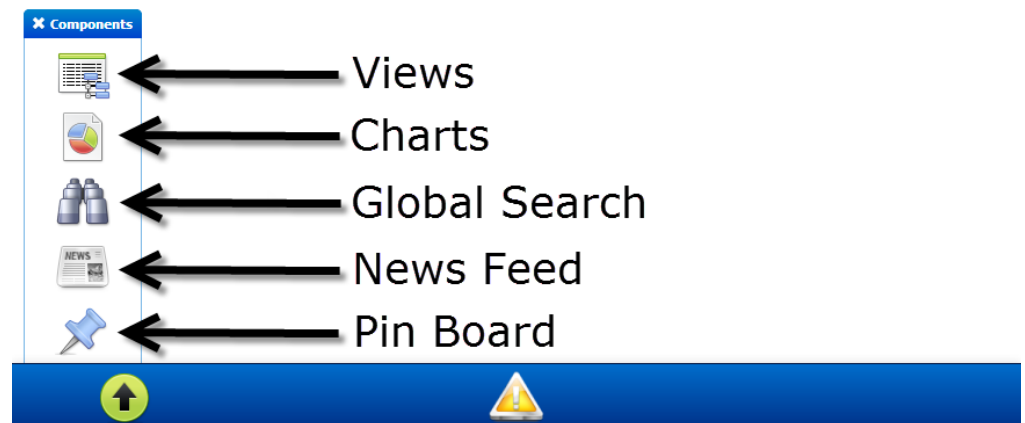 ✖ Components
Views
Charts
Global Search
NEWS
News Feed
Pin Board